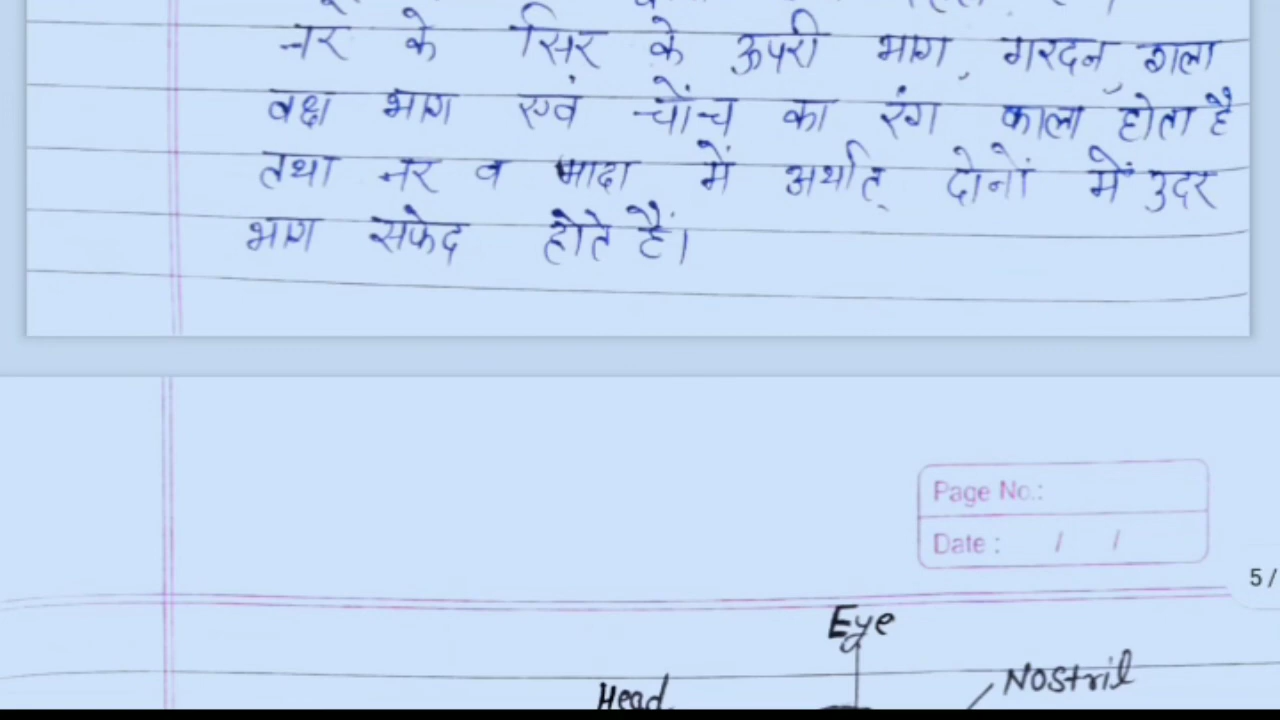 नर के सिर के ऊपरी भाग, गरदन, गला
वक्ष भाग एवं चोंच का रंग काला होता है
तथा नर व मादा में अर्थात् दोनों में उदर
भाग सफेद होते हैं।
Page No.:
Date : / /
5/
Eye
Nostril
Head